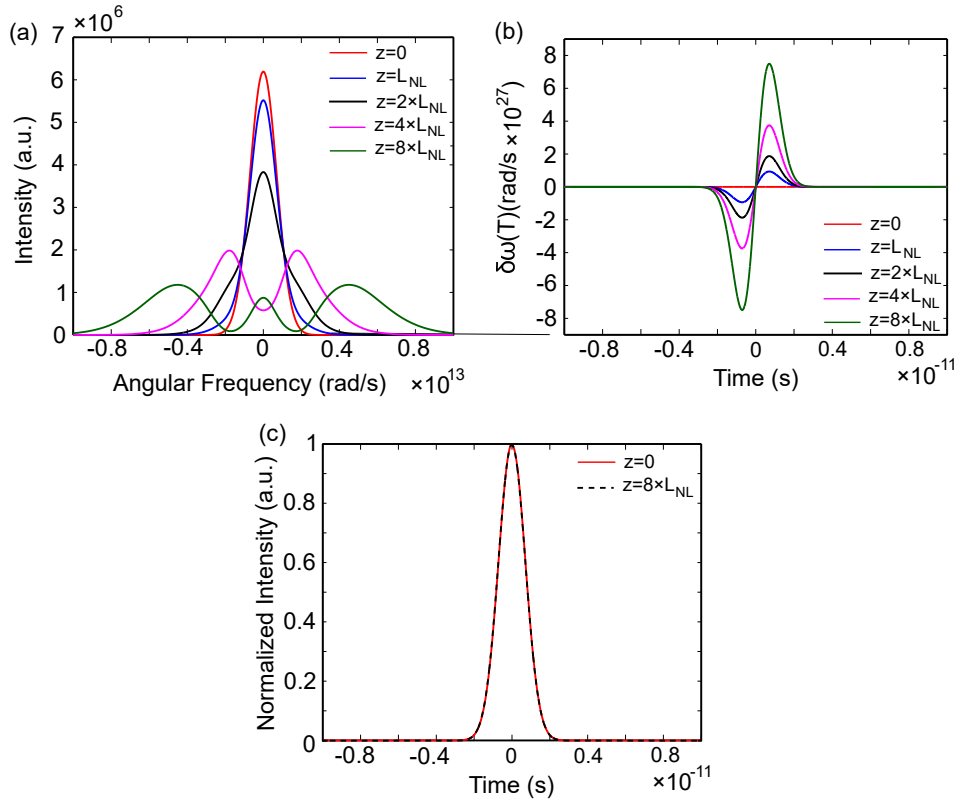 (a)
×10^6
7
6
5
4
3
2
1
0
Intensity (a.u.)
z=0
z=L_NL
z=2×L_NL
z=4×L_NL
z=8×L_NL
-0.8 -0.4 0 0.4 0.8
Angular Frequency (rad/s) ×10^13
(b)
8
6
4
2
0
-2
-4
-6
-8
δω(T)(rad/s ×10^27)
z=0
z=L_NL
z=2×L_NL
z=4×L_NL
z=8×L_NL
-0.8 -0.4 0 0.4 0.8
Time (s) ×10^-11
(c)
1
0.8
0.6
0.4
0.2
0
Normalized Intensity (a.u.)
z=0
z=8×L_NL
-0.8 -0.4 0 0.4 0.8
Time (s) ×10^-11